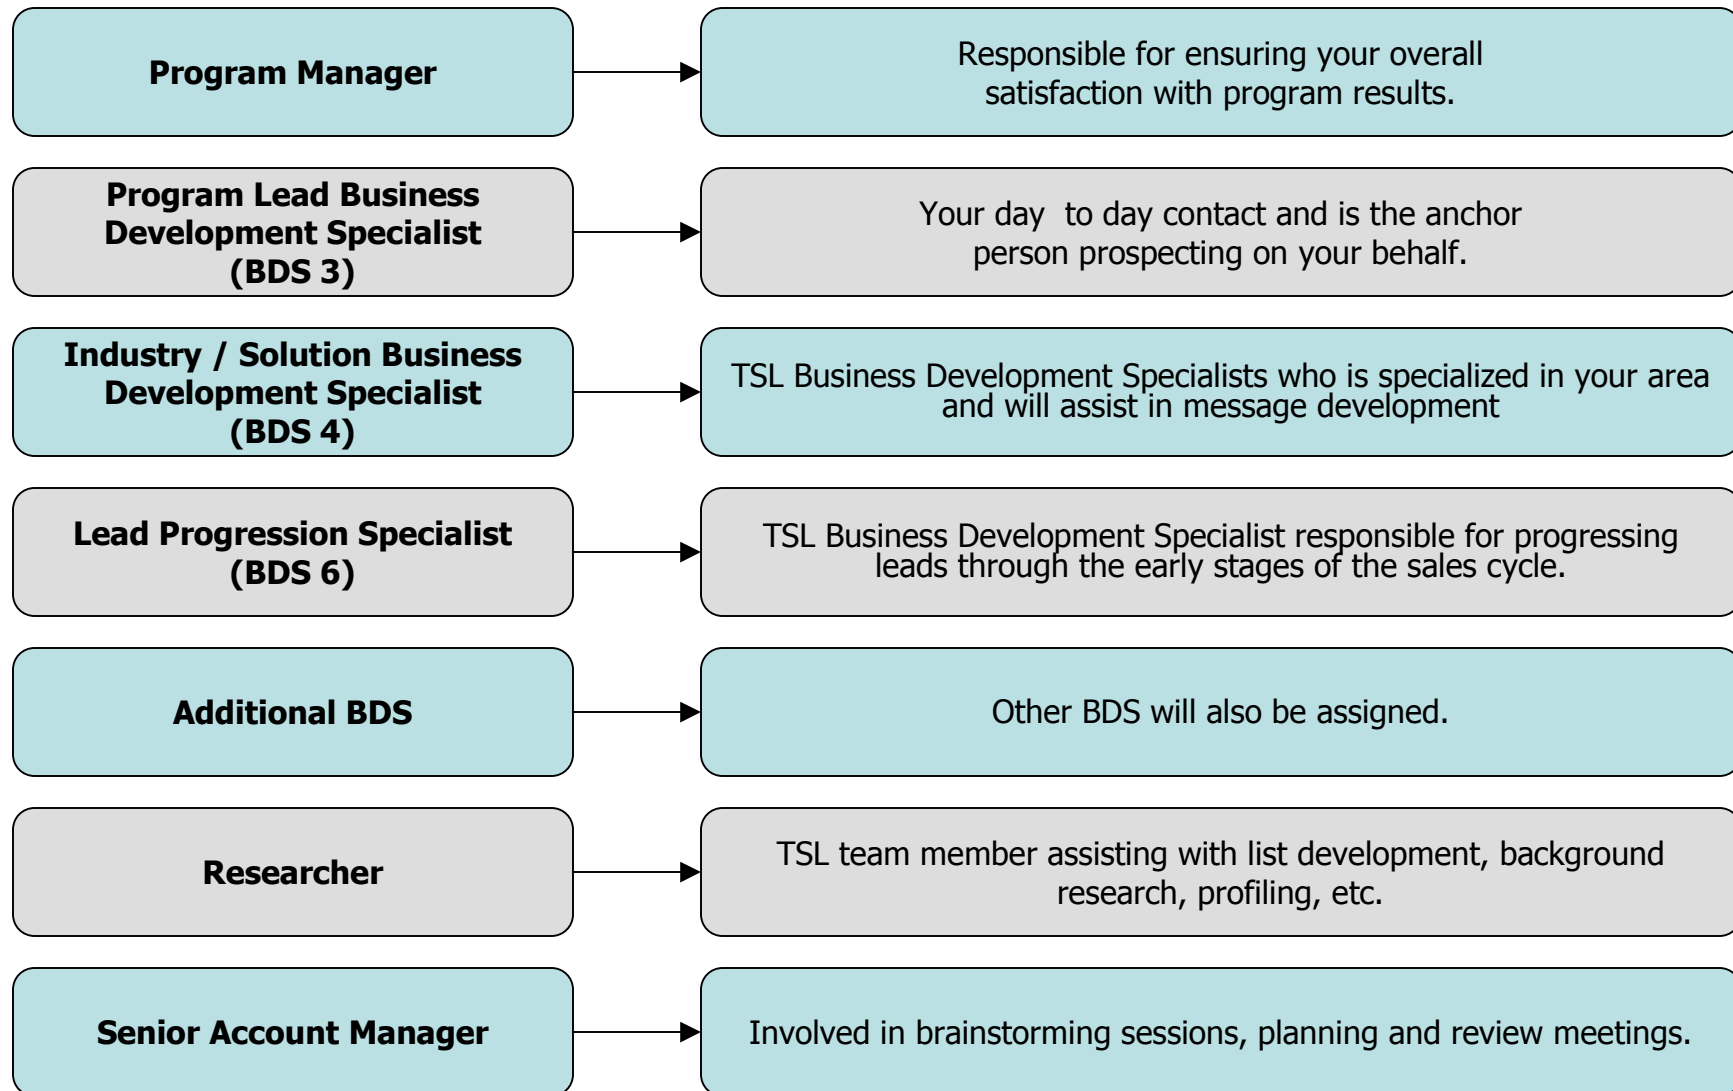 Program Manager
Responsible for ensuring your overall
satisfaction with program results.
Program Lead Business
Development Specialist
(BDS 3)
Your day  to day contact and is the anchor
person prospecting on your behalf.
Industry / Solution Business
Development Specialist
(BDS 4)
TSL Business Development Specialists who is specialized in your area
and will assist in message development
Lead Progression Specialist
(BDS 6)
TSL Business Development Specialist responsible for progressing
leads through the early stages of the sales cycle.
Additional BDS
Other BDS will also be assigned.
Researcher
TSL team member assisting with list development, background
research, profiling, etc.
Senior Account Manager
Involved in brainstorming sessions, planning and review meetings.